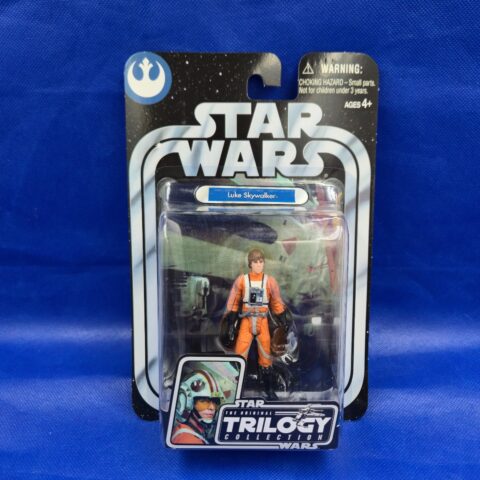 ⚠ WARNING:
CHOKING HAZARD – Small parts.
Not for children under 3 years.
AGES 4+
STAR
WARS
Luke Skywalker
STAR
THE ORIGINAL
TRILOGY
COLLECTION
WARS